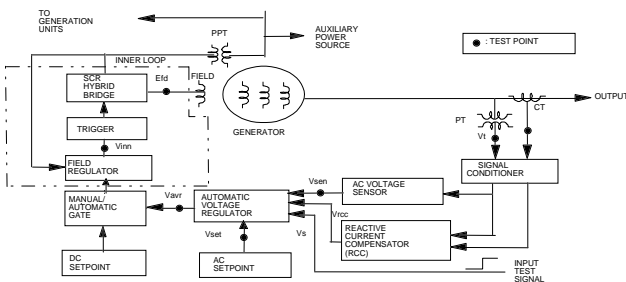 TO
GENERATION
UNITS
PPT
AUXILIARY
POWER
SOURCE
: TEST POINT
INNER LOOP
SCR
HYBRID
BRIDGE
Efd
FIELD
GENERATOR
OUTPUT
CT
PT
Vt
TRIGGER
Vinn
FIELD
REGULATOR
SIGNAL
CONDITIONER
MANUAL/
AUTOMATIC
GATE
Vavr
AUTOMATIC
VOLTAGE
REGULATOR
Vsen
AC VOLTAGE
SENSOR
Vrcc
REACTIVE
CURRENT
COMPENSATOR
(RCC)
Vset
Vs
DC
SETPOINT
AC
SETPOINT
INPUT
TEST
SIGNAL